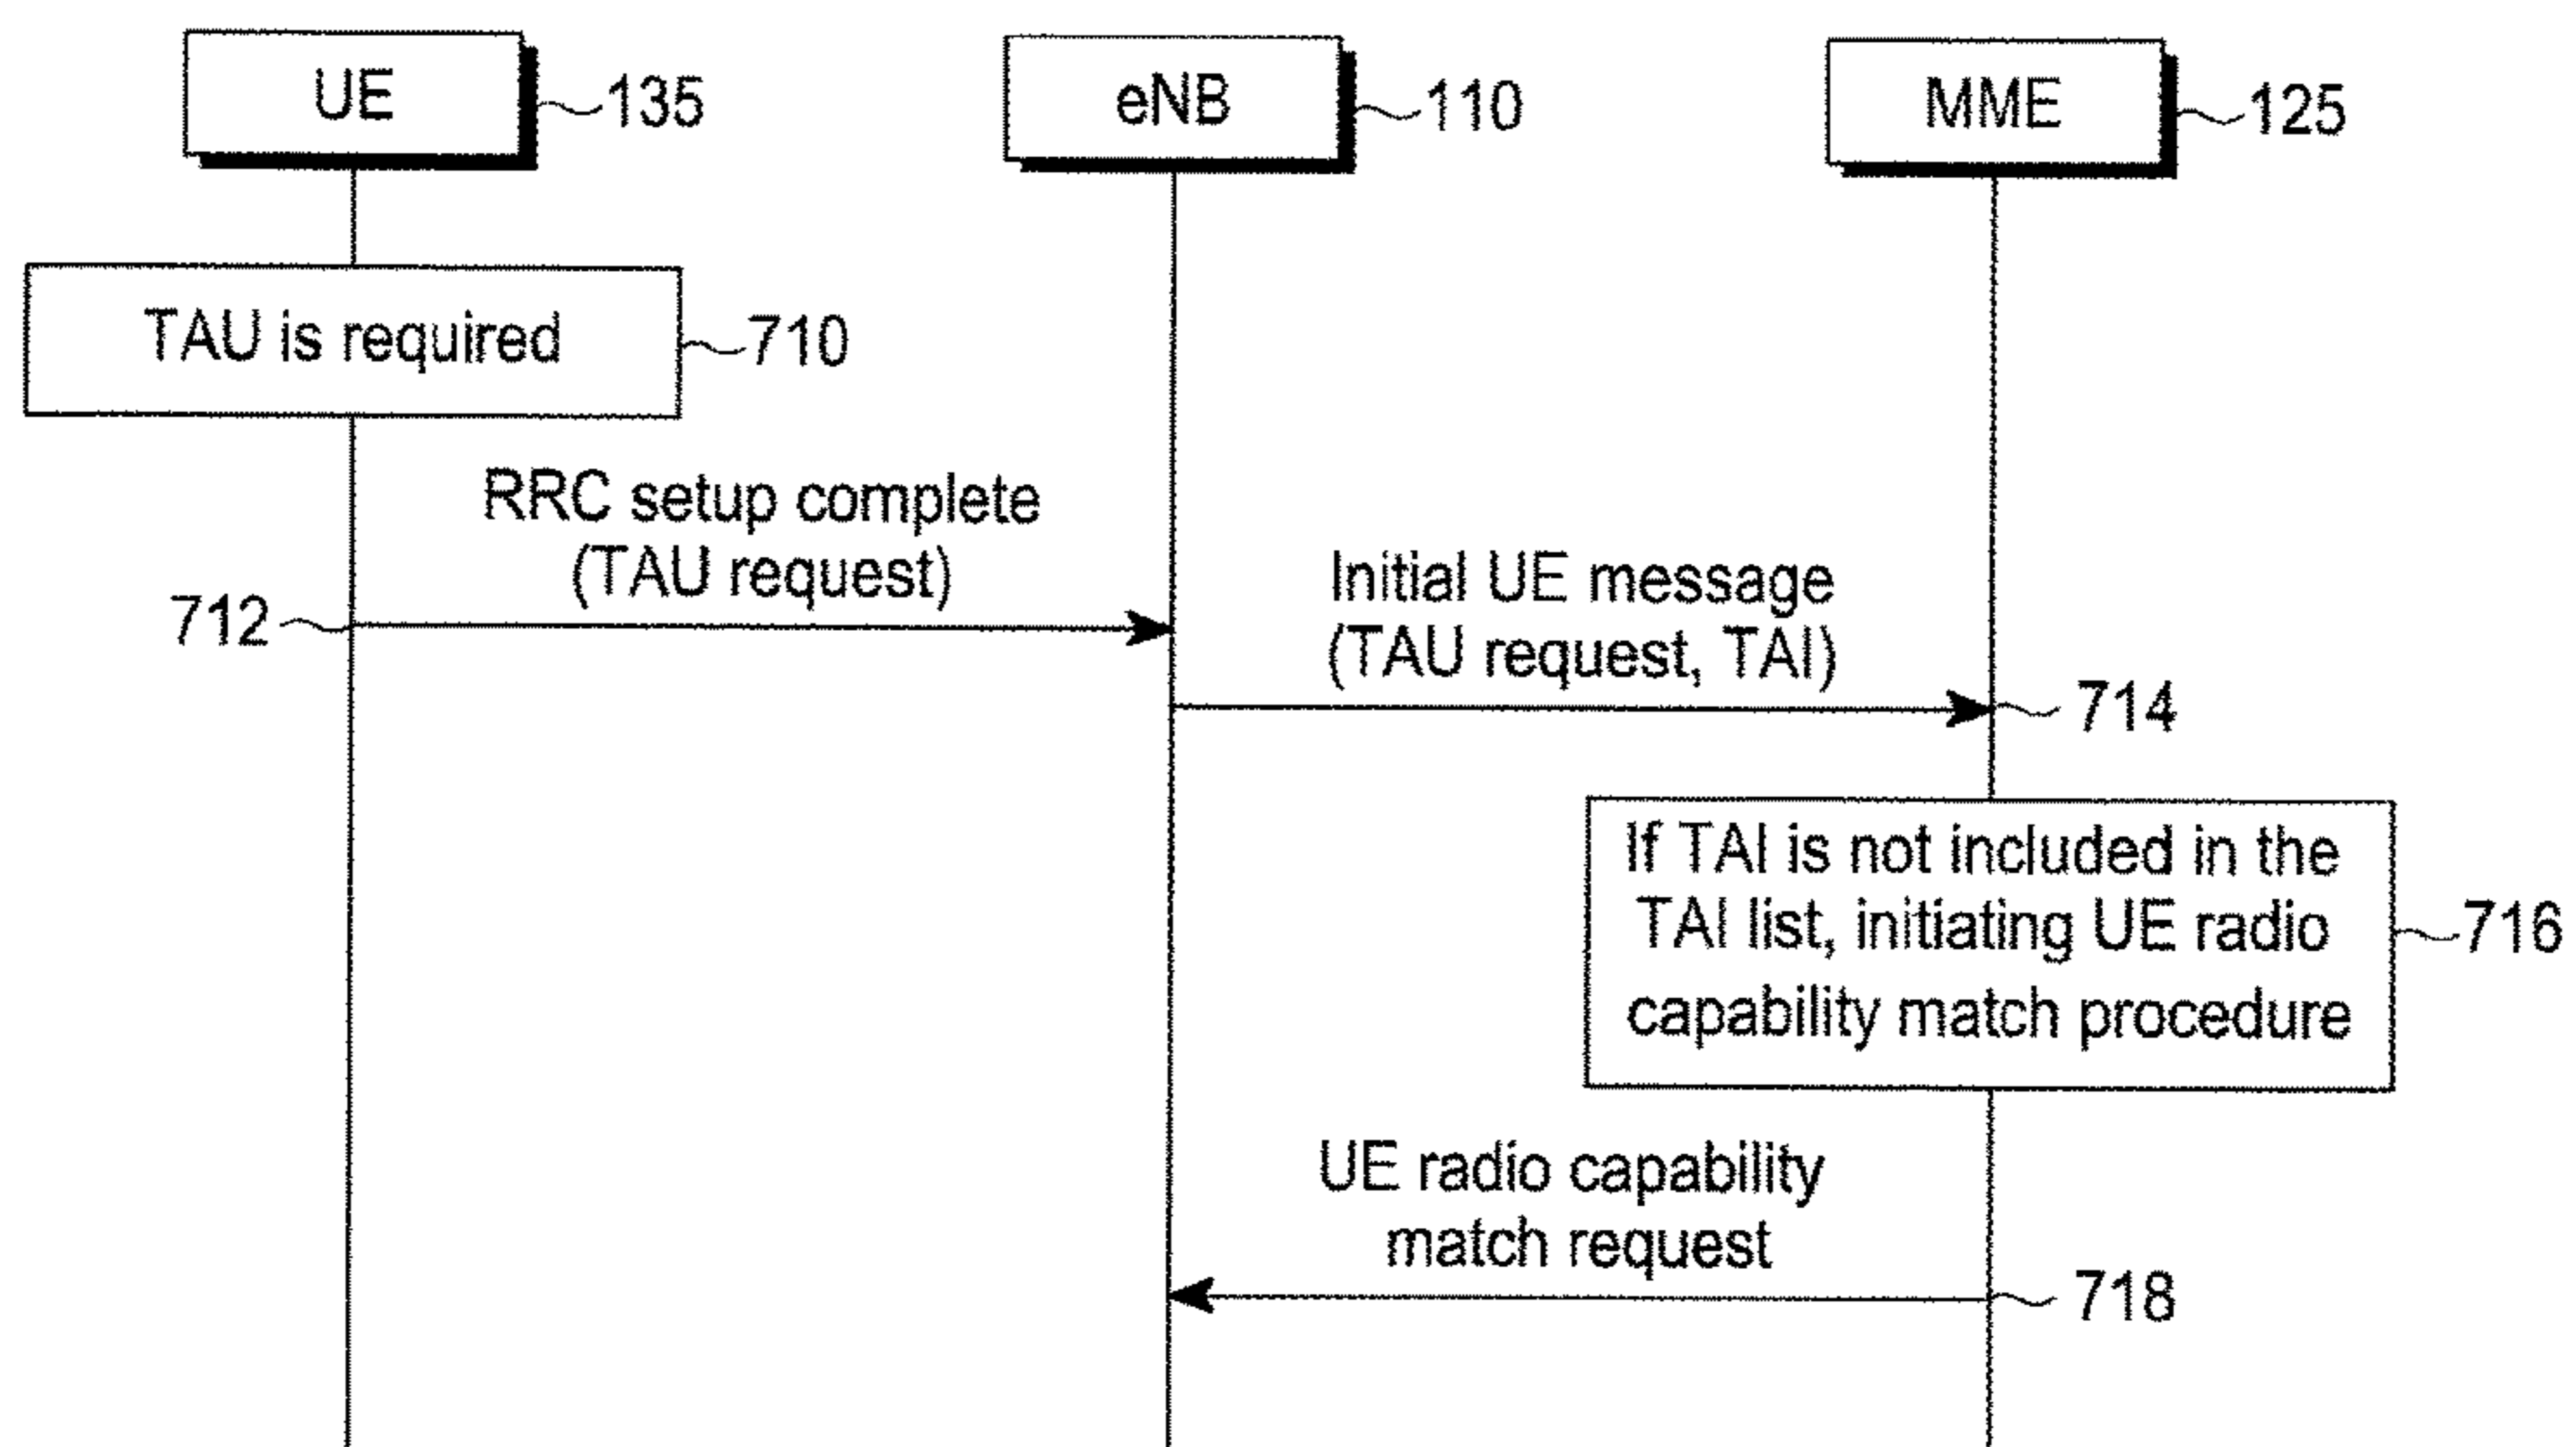 UE
135
eNB
110
MME
125
TAU is required
710
RRC setup complete
(TAU request)
712
Initial UE message
(TAU request, TAI)
714
If TAI is not included in the
TAI list, initiating UE radio
capability match procedure
716
UE radio capability
match request
718